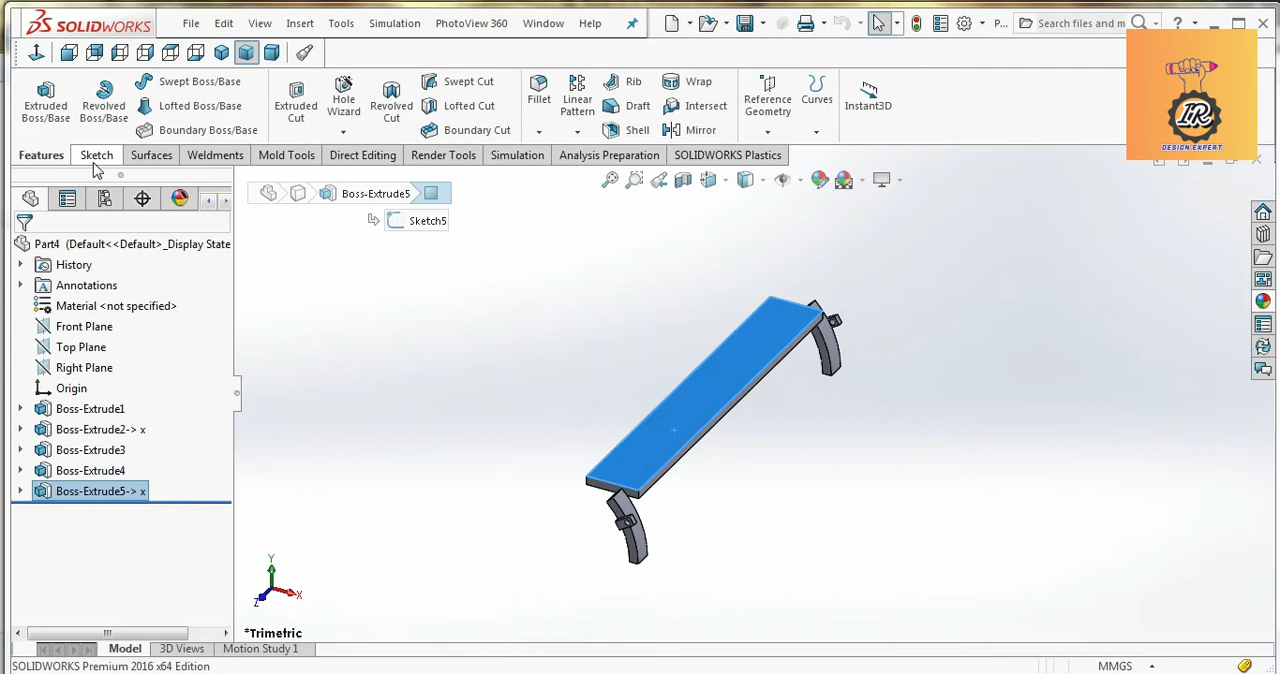 SOLIDWORKS File Edit View Insert Tools Simulation PhotoView 360 Window Help P... Search files and m ?
Extruded Boss/Base
Revolved Boss/Base
Swept Boss/Base
Lofted Boss/Base
Boundary Boss/Base
Extruded Cut
Hole Wizard
Revolved Cut
Swept Cut
Lofted Cut
Boundary Cut
Fillet
Linear Pattern
Rib
Draft
Shell
Wrap
Intersect
Mirror
Reference Geometry
Curves
Instant3D
IR
DESIGN EXPERT
Features Sketch Surfaces Weldments Mold Tools Direct Editing Render Tools Simulation Analysis Preparation SOLIDWORKS Plastics
Boss-Extrude5
Sketch5
Part4 (Default<<Default>_Display State
History
Annotations
Material <not specified>
Front Plane
Top Plane
Right Plane
Origin
Boss-Extrude1
Boss-Extrude2-> x
Boss-Extrude3
Boss-Extrude4
Boss-Extrude5-> x
Y
X
Z
*Trimetric
Model 3D Views Motion Study 1
SOLIDWORKS Premium 2016 x64 Edition MMGS